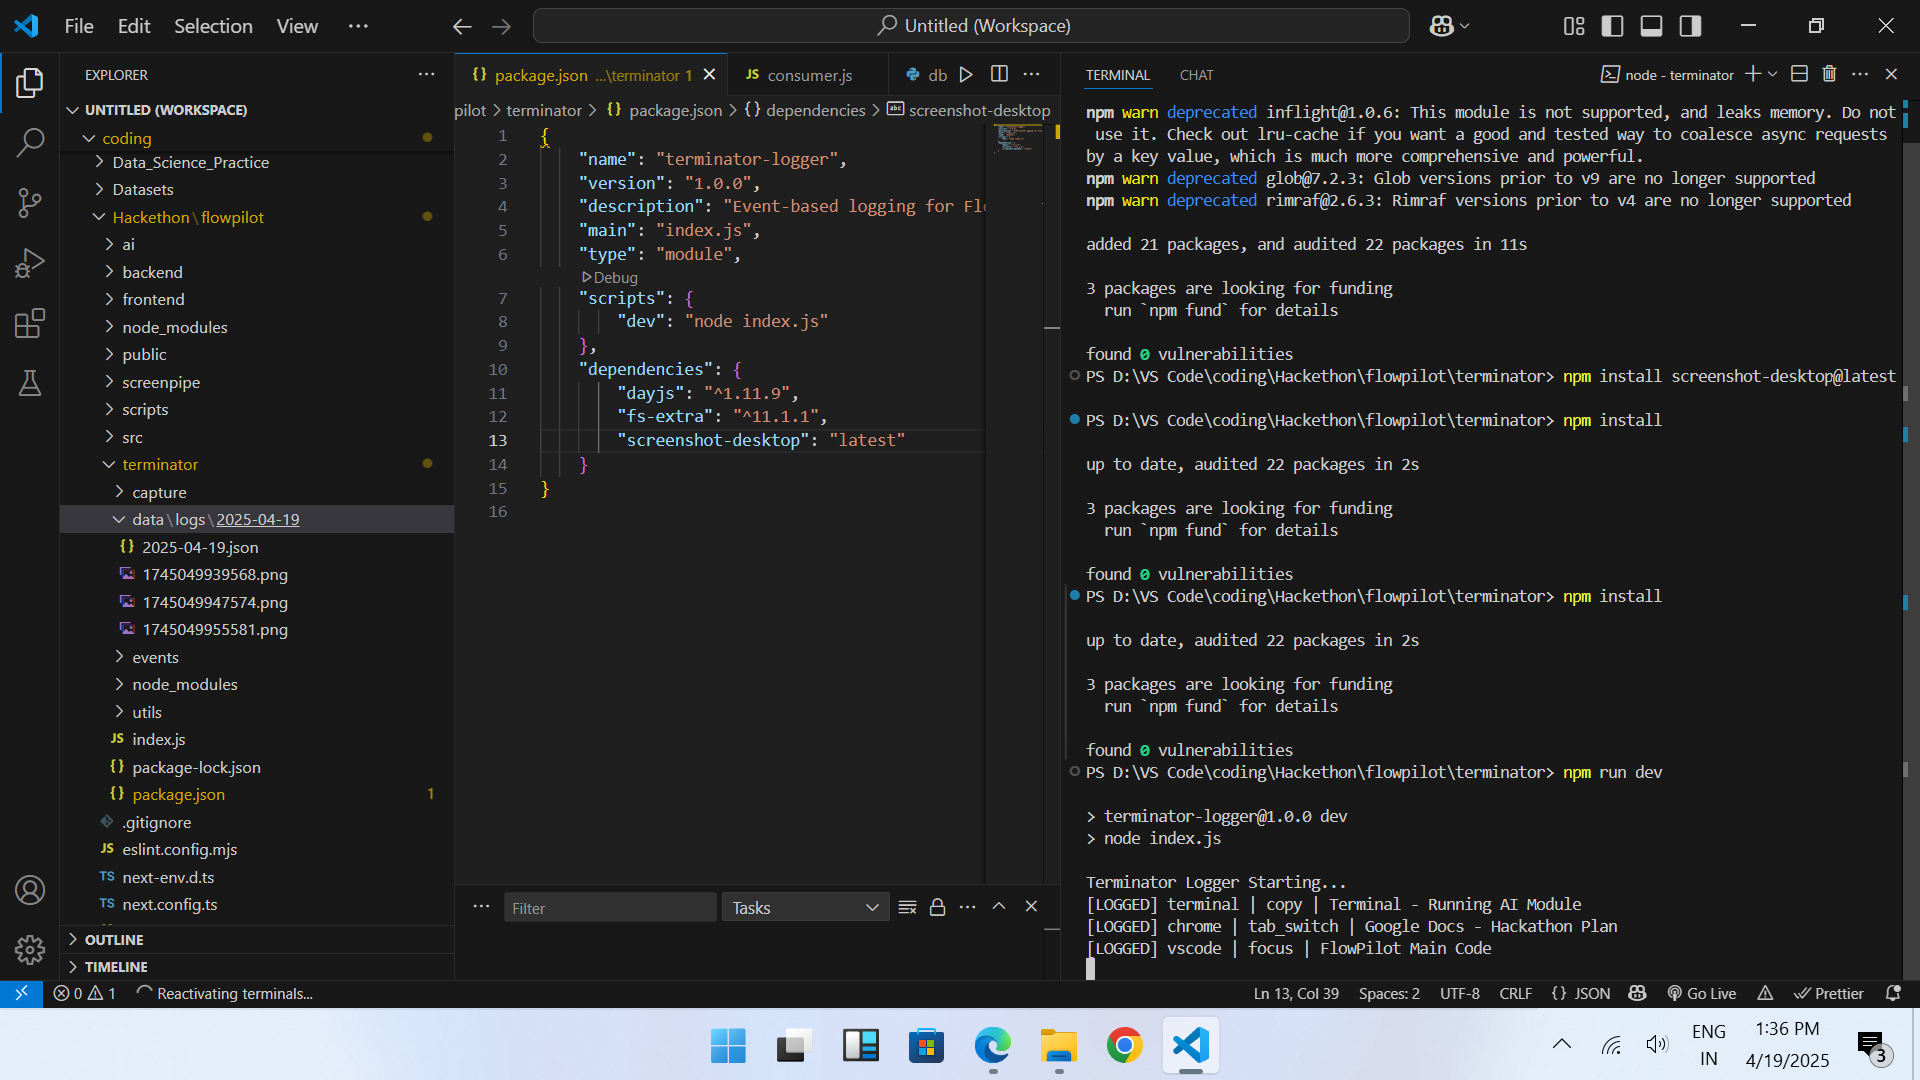 File Edit Selection View ···
Untitled (Workspace)
EXPLORER
UNTITLED (WORKSPACE)
coding
Data_Science_Practice
Datasets
Hackethon \ flowpilot
ai
backend
frontend
node_modules
public
screenpipe
scripts
src
terminator
capture
data \ logs \ 2025-04-19
2025-04-19.json
1745049939568.png
1745049947574.png
1745049955581.png
events
node_modules
utils
JS index.js
{} package-lock.json
{} package.json 1
.gitignore
JS eslint.config.mjs
TS next-env.d.ts
TS next.config.ts
OUTLINE
TIMELINE
{} package.json ...\terminator 1
JS consumer.js
db
pilot > terminator > {} package.json > {} dependencies > abc screenshot-desktop
1 {
2 "name": "terminator-logger",
3 "version": "1.0.0",
4 "description": "Event-based logging for Fl
5 "main": "index.js",
6 "type": "module",
Debug
7 "scripts": {
8 "dev": "node index.js"
9 },
10 "dependencies": {
11 "dayjs": "^1.11.9",
12 "fs-extra": "^11.1.1",
13 "screenshot-desktop": "latest"
14 }
15 }
16
Filter
Tasks
TERMINAL CHAT
node - terminator
npm warn deprecated inflight@1.0.6: This module is not supported, and leaks memory. Do not
use it. Check out lru-cache if you want a good and tested way to coalesce async requests
by a key value, which is much more comprehensive and powerful.
npm warn deprecated glob@7.2.3: Glob versions prior to v9 are no longer supported
npm warn deprecated rimraf@2.6.3: Rimraf versions prior to v4 are no longer supported
added 21 packages, and audited 22 packages in 11s
3 packages are looking for funding
run `npm fund` for details
found 0 vulnerabilities
PS D:\VS Code\coding\Hackethon\flowpilot\terminator> npm install screenshot-desktop@latest
PS D:\VS Code\coding\Hackethon\flowpilot\terminator> npm install
up to date, audited 22 packages in 2s
3 packages are looking for funding
run `npm fund` for details
found 0 vulnerabilities
PS D:\VS Code\coding\Hackethon\flowpilot\terminator> npm install
up to date, audited 22 packages in 2s
3 packages are looking for funding
run `npm fund` for details
found 0 vulnerabilities
PS D:\VS Code\coding\Hackethon\flowpilot\terminator> npm run dev
> terminator-logger@1.0.0 dev
> node index.js
Terminator Logger Starting...
[LOGGED] terminal | copy | Terminal - Running AI Module
[LOGGED] chrome | tab_switch | Google Docs - Hackathon Plan
[LOGGED] vscode | focus | FlowPilot Main Code
0 1 Reactivating terminals...
Ln 13, Col 39 Spaces: 2 UTF-8 CRLF {} JSON Go Live Prettier
ENG
IN
1:36 PM
4/19/2025
3